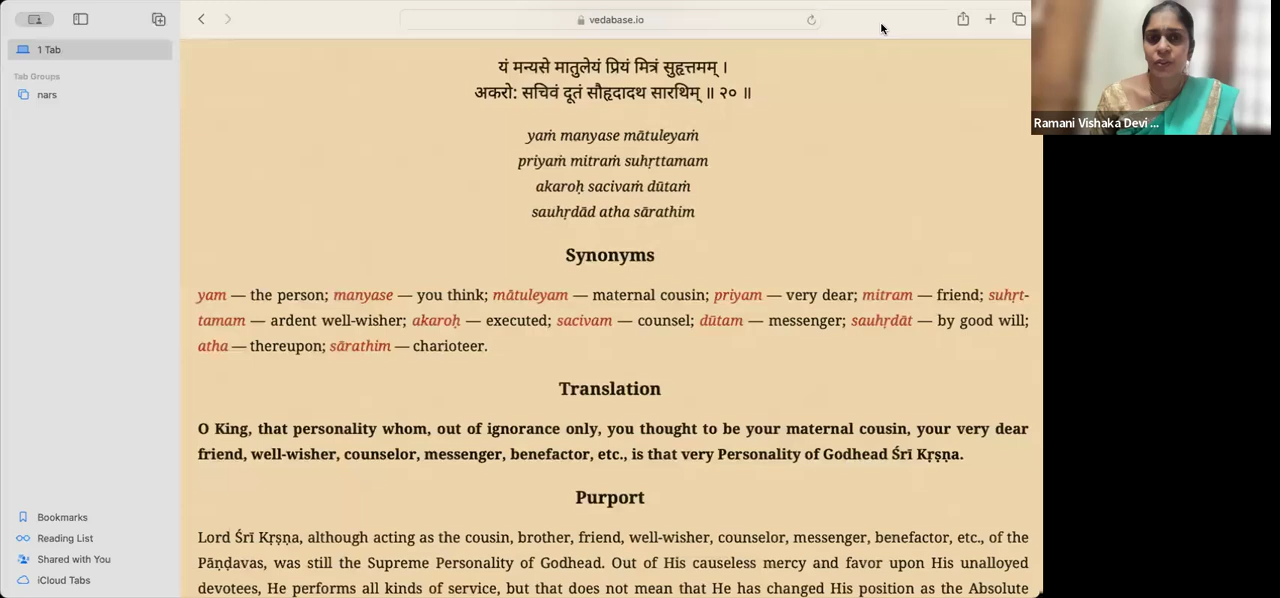 vedabase.io
1 Tab
Tab Groups
nars
Bookmarks
Reading List
Shared with You
iCloud Tabs
यं मन्यसे मातुलेयं प्रियं मित्रं सुहृत्तमम् ।
अकरो: सचिवं दूतं सौहृदादथ सारथिम् ॥ २० ॥
yaṁ manyase mātuleyaṁ
priyaṁ mitraṁ suhṛttamam
akaroḥ sacivaṁ dūtaṁ
sauhṛdād atha sārathim
Synonyms
yam — the person; manyase — you think; mātuleyam — maternal cousin; priyam — very dear; mitram — friend; suhṛt-
tamam — ardent well-wisher; akaroḥ — executed; sacivam — counsel; dūtam — messenger; sauhṛdāt — by good will;
atha — thereupon; sārathim — charioteer.
Translation
O King, that personality whom, out of ignorance only, you thought to be your maternal cousin, your very dear
friend, well-wisher, counselor, messenger, benefactor, etc., is that very Personality of Godhead Śrī Kṛṣṇa.
Purport
Lord Śrī Kṛṣṇa, although acting as the cousin, brother, friend, well-wisher, counselor, messenger, benefactor, etc., of the
Pāṇḍavas, was still the Supreme Personality of Godhead. Out of His causeless mercy and favor upon His unalloyed
devotees, He performs all kinds of service, but that does not mean that He has changed His position as the Absolute
Ramani Vishaka Devi ...